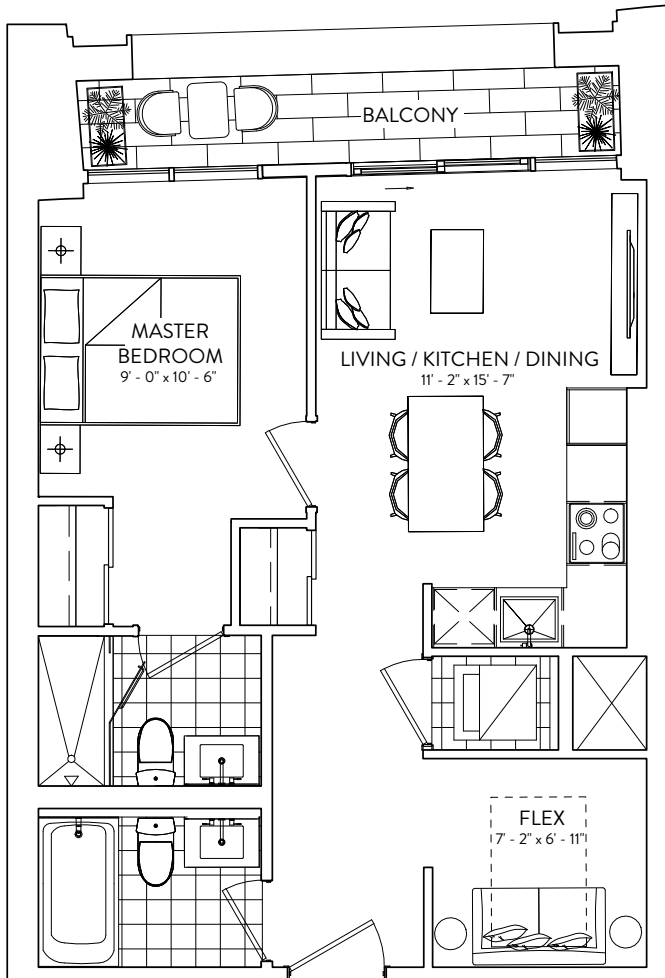 BALCONY
MASTER
BEDROOM
9' - 0" x 10' - 6"
LIVING / KITCHEN / DINING
11' - 2" x 15' - 7"
FLEX
7' - 2" x 6' - 11"